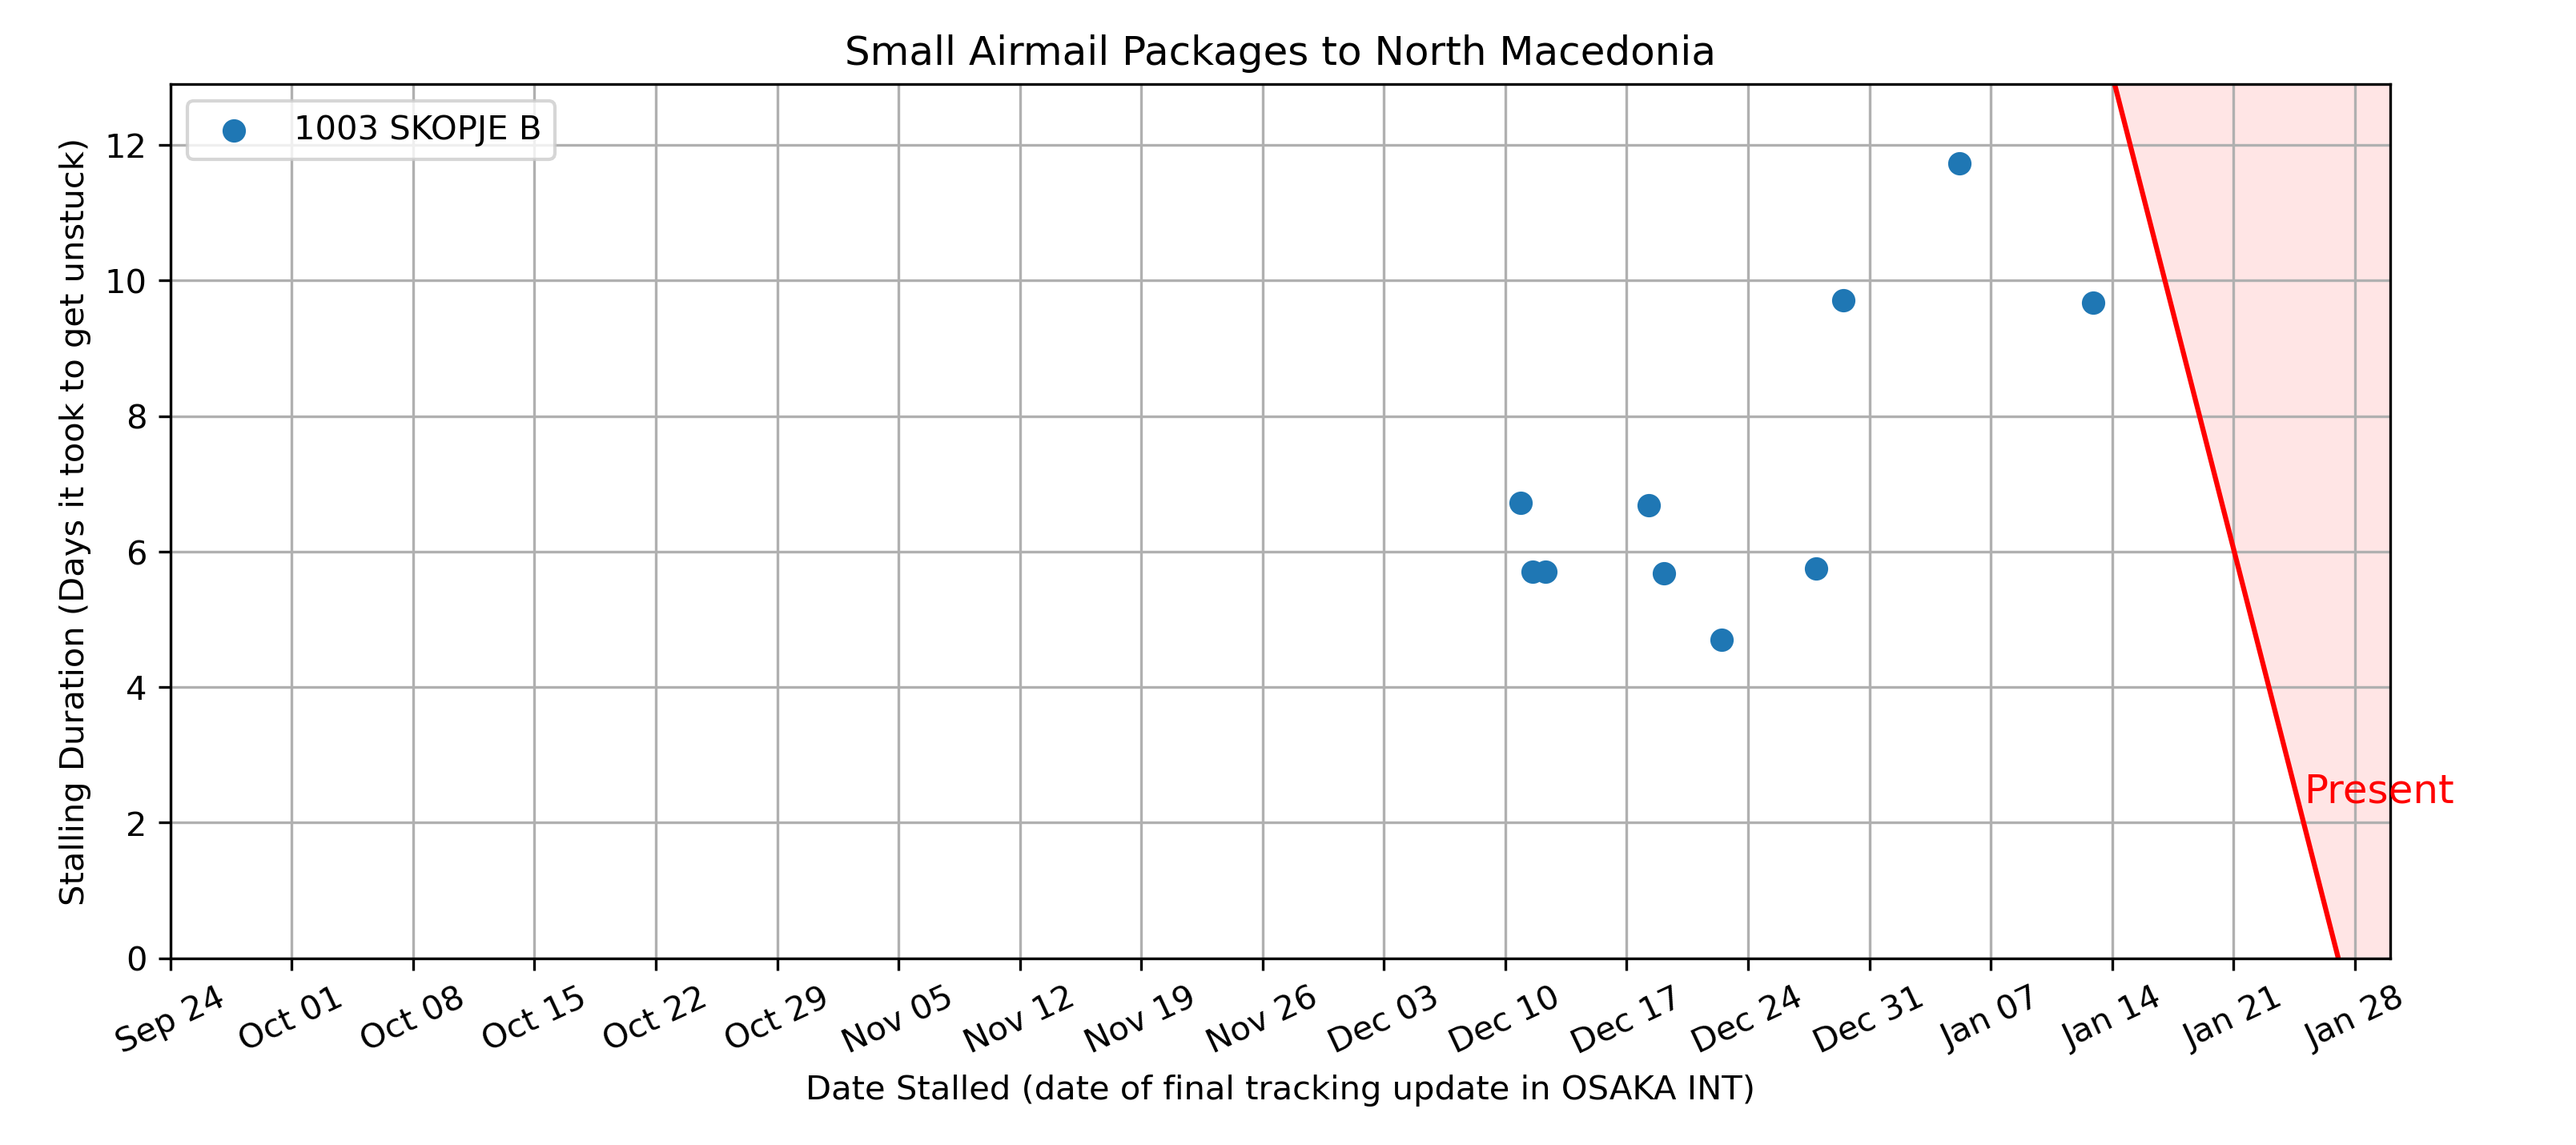 Small Airmail Packages to North Macedonia
1003 SKOPJE B
Stalling Duration (Days it took to get unstuck)
12
10
8
6
4
2
0
Present
Sep 24
Oct 01
Oct 08
Oct 15
Oct 22
Oct 29
Nov 05
Nov 12
Nov 19
Nov 26
Dec 03
Dec 10
Dec 17
Dec 24
Dec 31
Jan 07
Jan 14
Jan 21
Jan 28
Date Stalled (date of final tracking update in OSAKA INT)